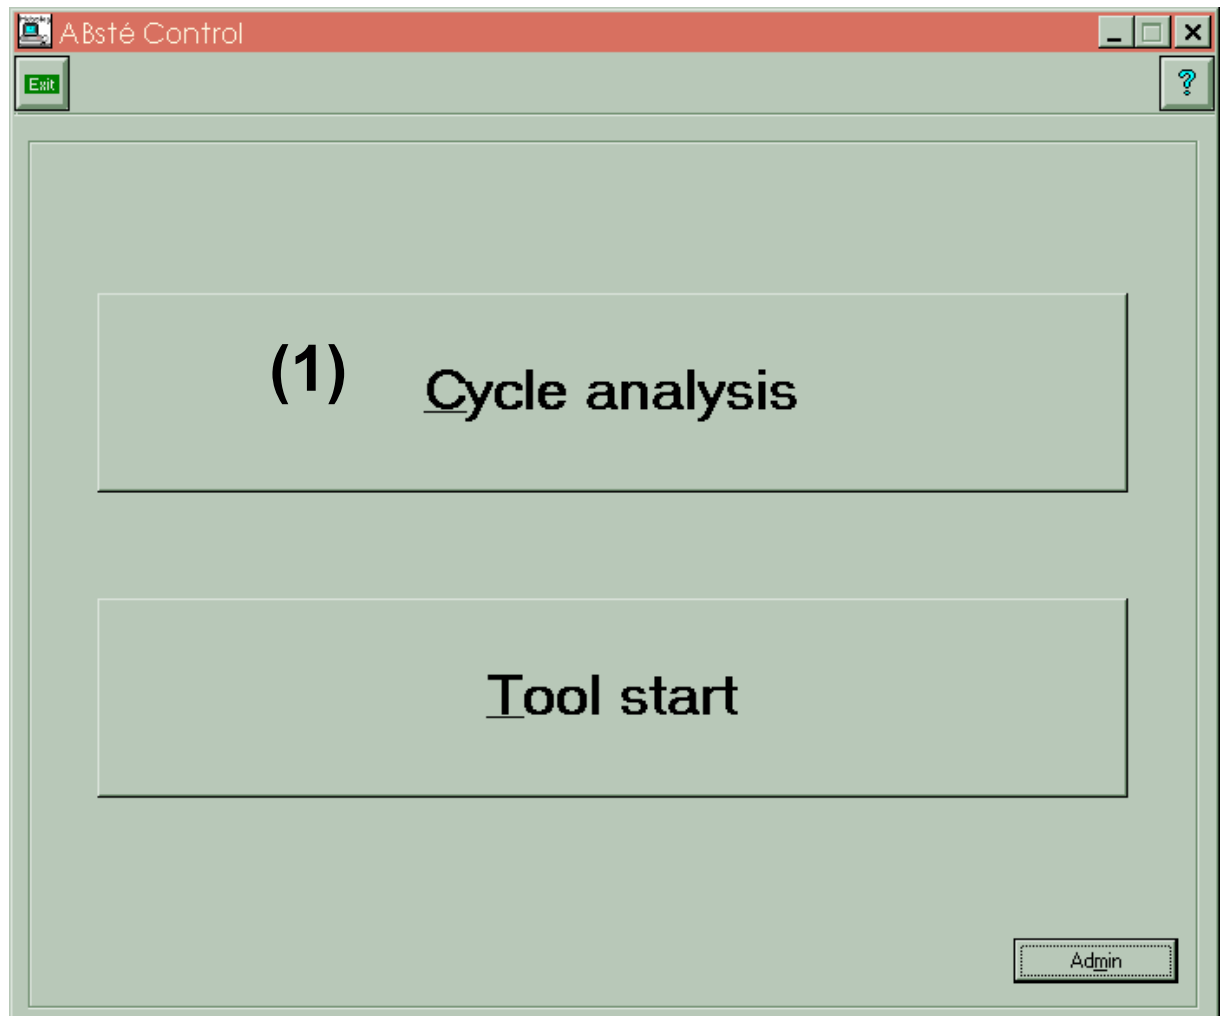 ABsté Control
Exit
?
(1) Cycle analysis
Tool start
Admin